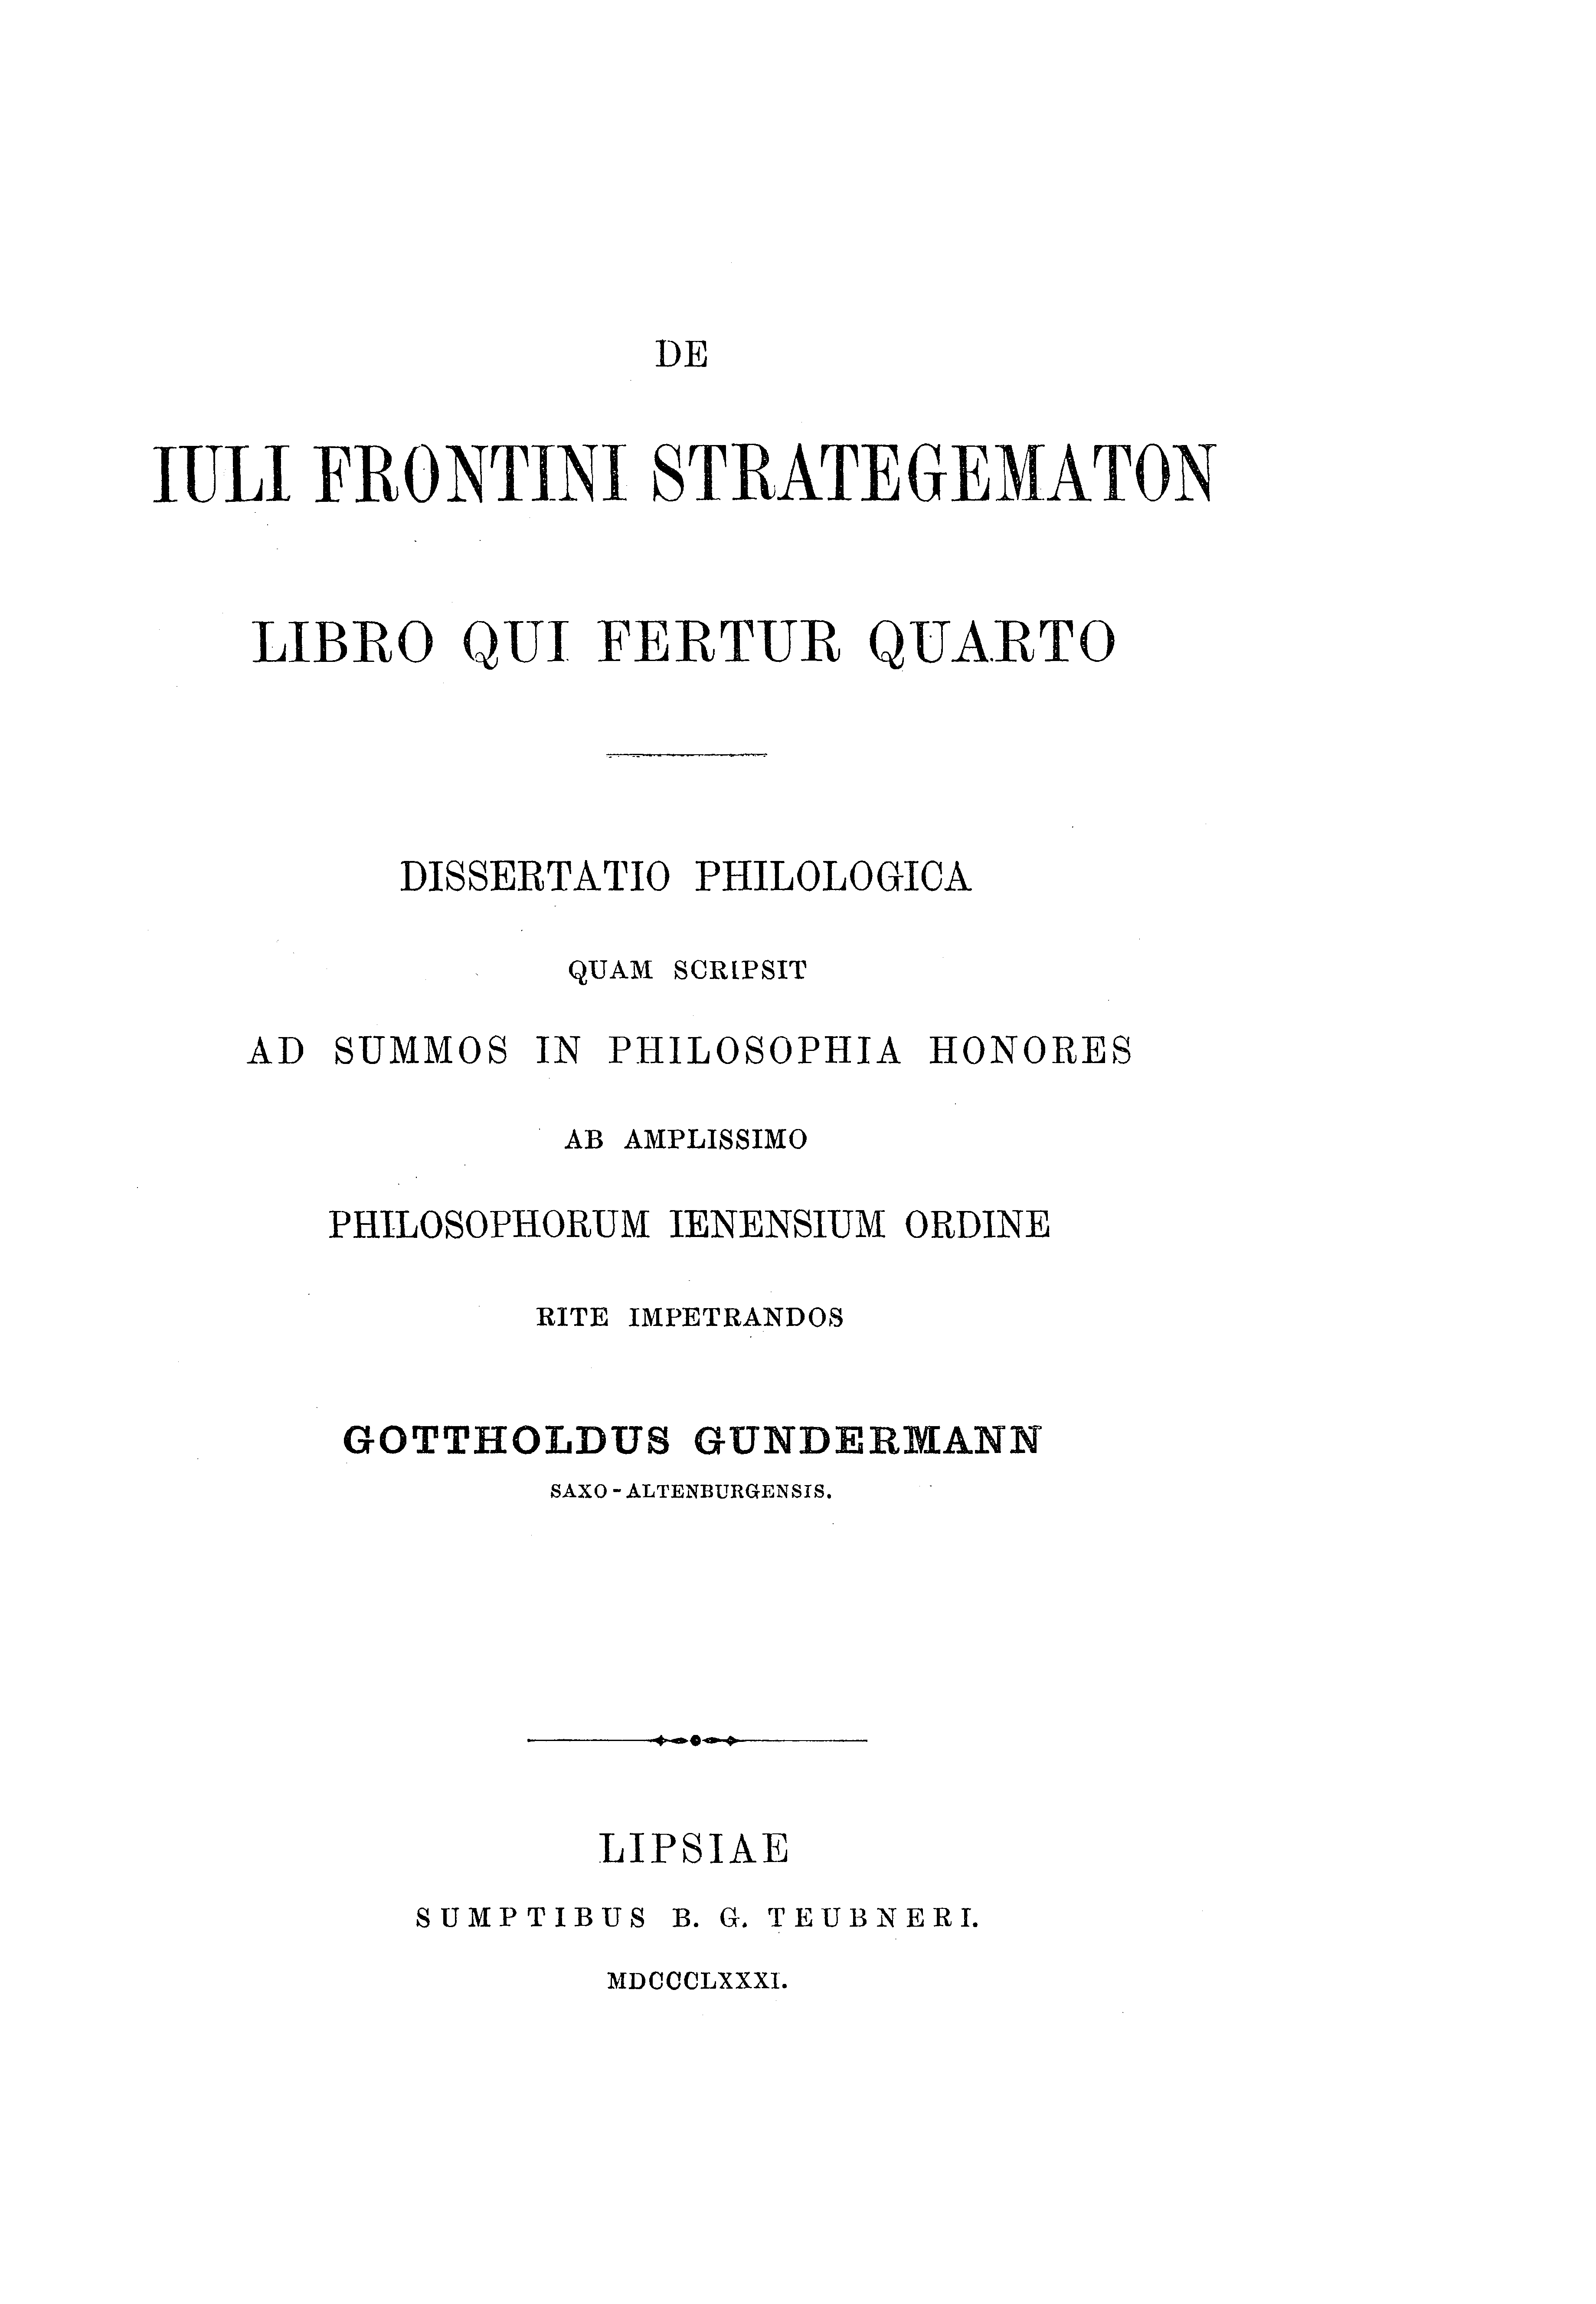 DE
IULI FRONTINI STRATEGEMATON
LIBRO QUI FERTUR QUARTO
DISSERTATIO PHILOLOGICA
QUAM SCRIPSIT
AD SUMMOS IN PHILOSOPHIA HONORES
AB AMPLISSIMO
PHILOSOPHORUM IENENSIUM ORDINE
RITE IMPETRANDOS
GOTTHOLDUS GUNDERMANN
SAXO-ALTENBURGENSIS.
LIPSIAE
SUMPTIBUS B. G. TEUBNERI.
MDCCCLXXXI.